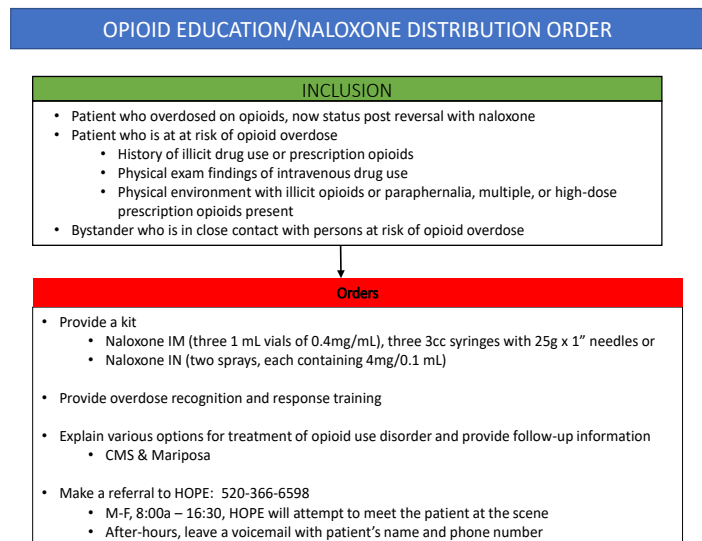 OPIOID EDUCATION/NALOXONE DISTRIBUTION ORDER
INCLUSION
• Patient who overdosed on opioids, now status post reversal with naloxone
• Patient who is at at risk of opioid overdose
• History of illicit drug use or prescription opioids
• Physical exam findings of intravenous drug use
• Physical environment with illicit opioids or paraphernalia, multiple, or high-dose
prescription opioids present
• Bystander who is in close contact with persons at risk of opioid overdose
Orders
• Provide a kit
• Naloxone IM (three 1 mL vials of 0.4mg/mL), three 3cc syringes with 25g x 1” needles or
• Naloxone IN (two sprays, each containing 4mg/0.1 mL)
• Provide overdose recognition and response training
• Explain various options for treatment of opioid use disorder and provide follow-up information
• CMS & Mariposa
• Make a referral to HOPE:  520-366-6598
• M-F, 8:00a – 16:30, HOPE will attempt to meet the patient at the scene
• After-hours, leave a voicemail with patient’s name and phone number